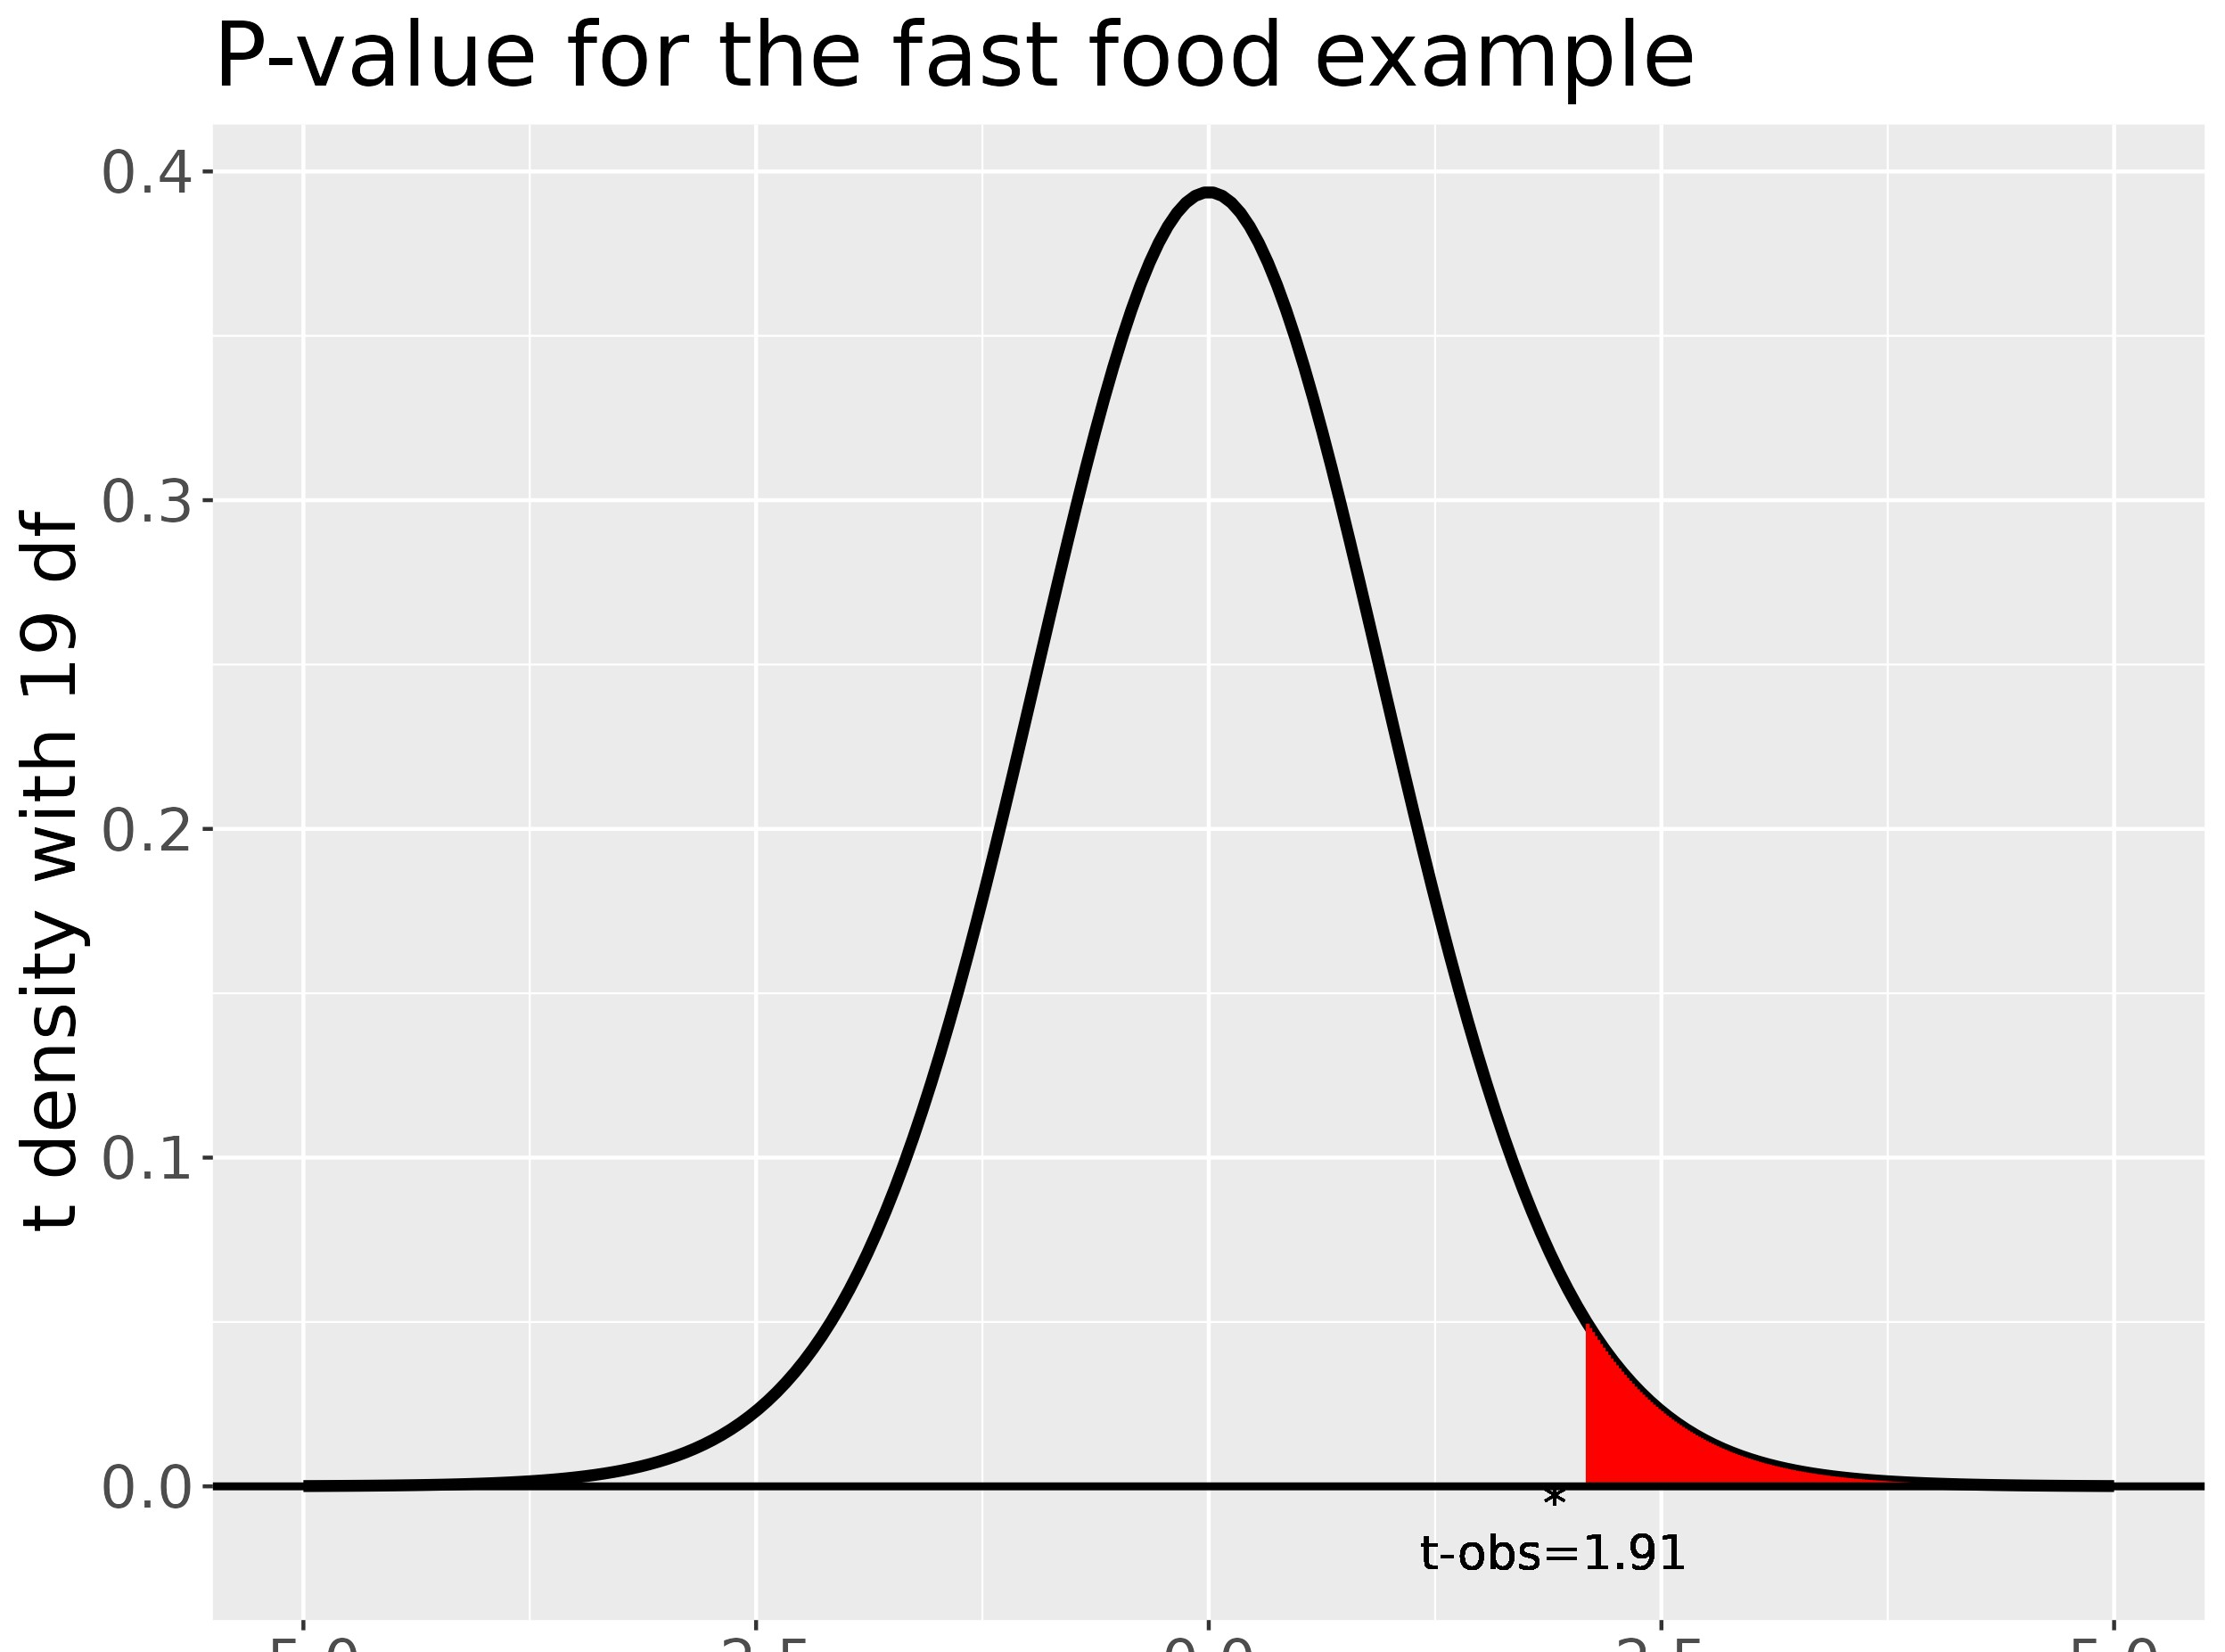 P-value for the fast food example
t density with 19 df
0.4
0.3
0.2
0.1
0.0
*
t-obs=1.91